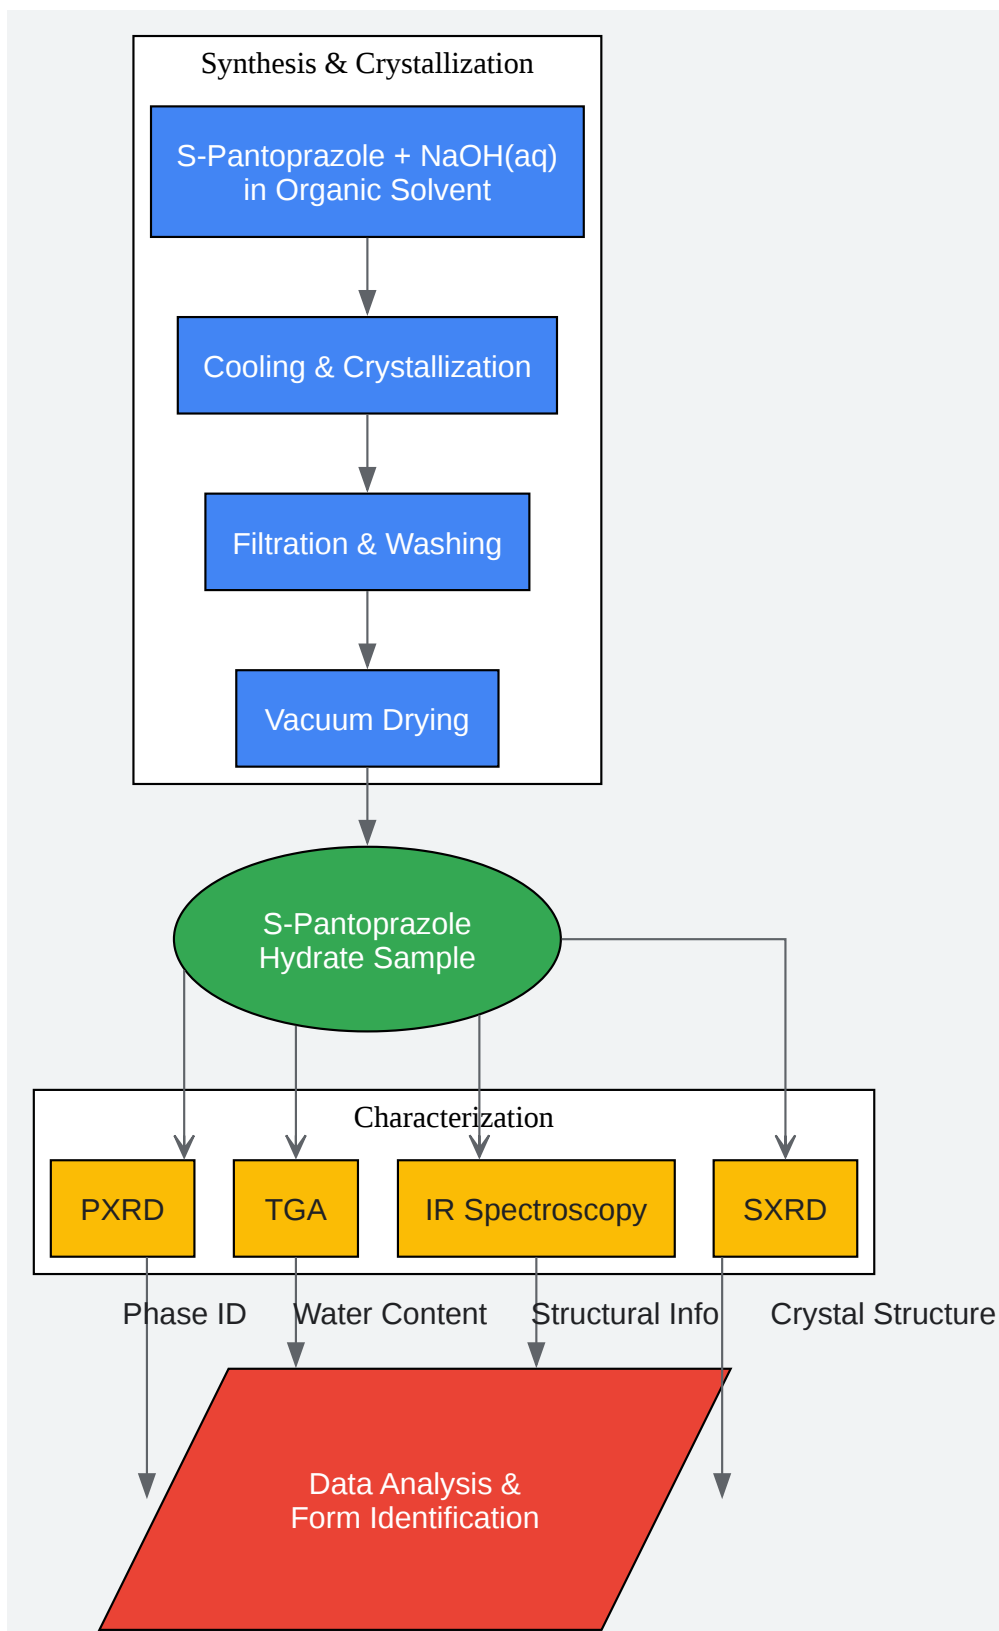 Synthesis & Crystallization
S-Pantoprazole + NaOH(aq)
in Organic Solvent
Cooling & Crystallization
Filtration & Washing
Vacuum Drying
S-Pantoprazole
Hydrate Sample
Characterization
PXRD
TGA
IR Spectroscopy
SXRD
Phase ID
Water Content
Structural Info
Crystal Structure
Data Analysis &
Form Identification